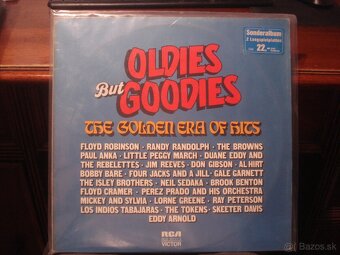 Sonderalbum
2 Langspielplatten
22.-
OLDIES
But
GOODIES
THE GOLDEN ERA OF HITS
FLOYD ROBINSON · RANDY RANDOLPH · THE BROWNS
PAUL ANKA · LITTLE PEGGY MARCH · DUANE EDDY AND
THE REBELETTES · JIM REEVES · DON GIBSON · AL HIRT
BOBBY BARE · FOUR JACKS AND A JILL · GALE GARNETT
THE ISLEY BROTHERS · NEIL SEDAKA · BROOK BENTON
FLOYD CRAMER · PEREZ PRADO AND HIS ORCHESTRA
MICKEY AND SYLVIA · LORNE GREENE · RAY PETERSON
LOS INDIOS TABAJARAS · THE TOKENS · SKEETER DAVIS
EDDY ARNOLD
RCA
VICTOR
bazos.sk